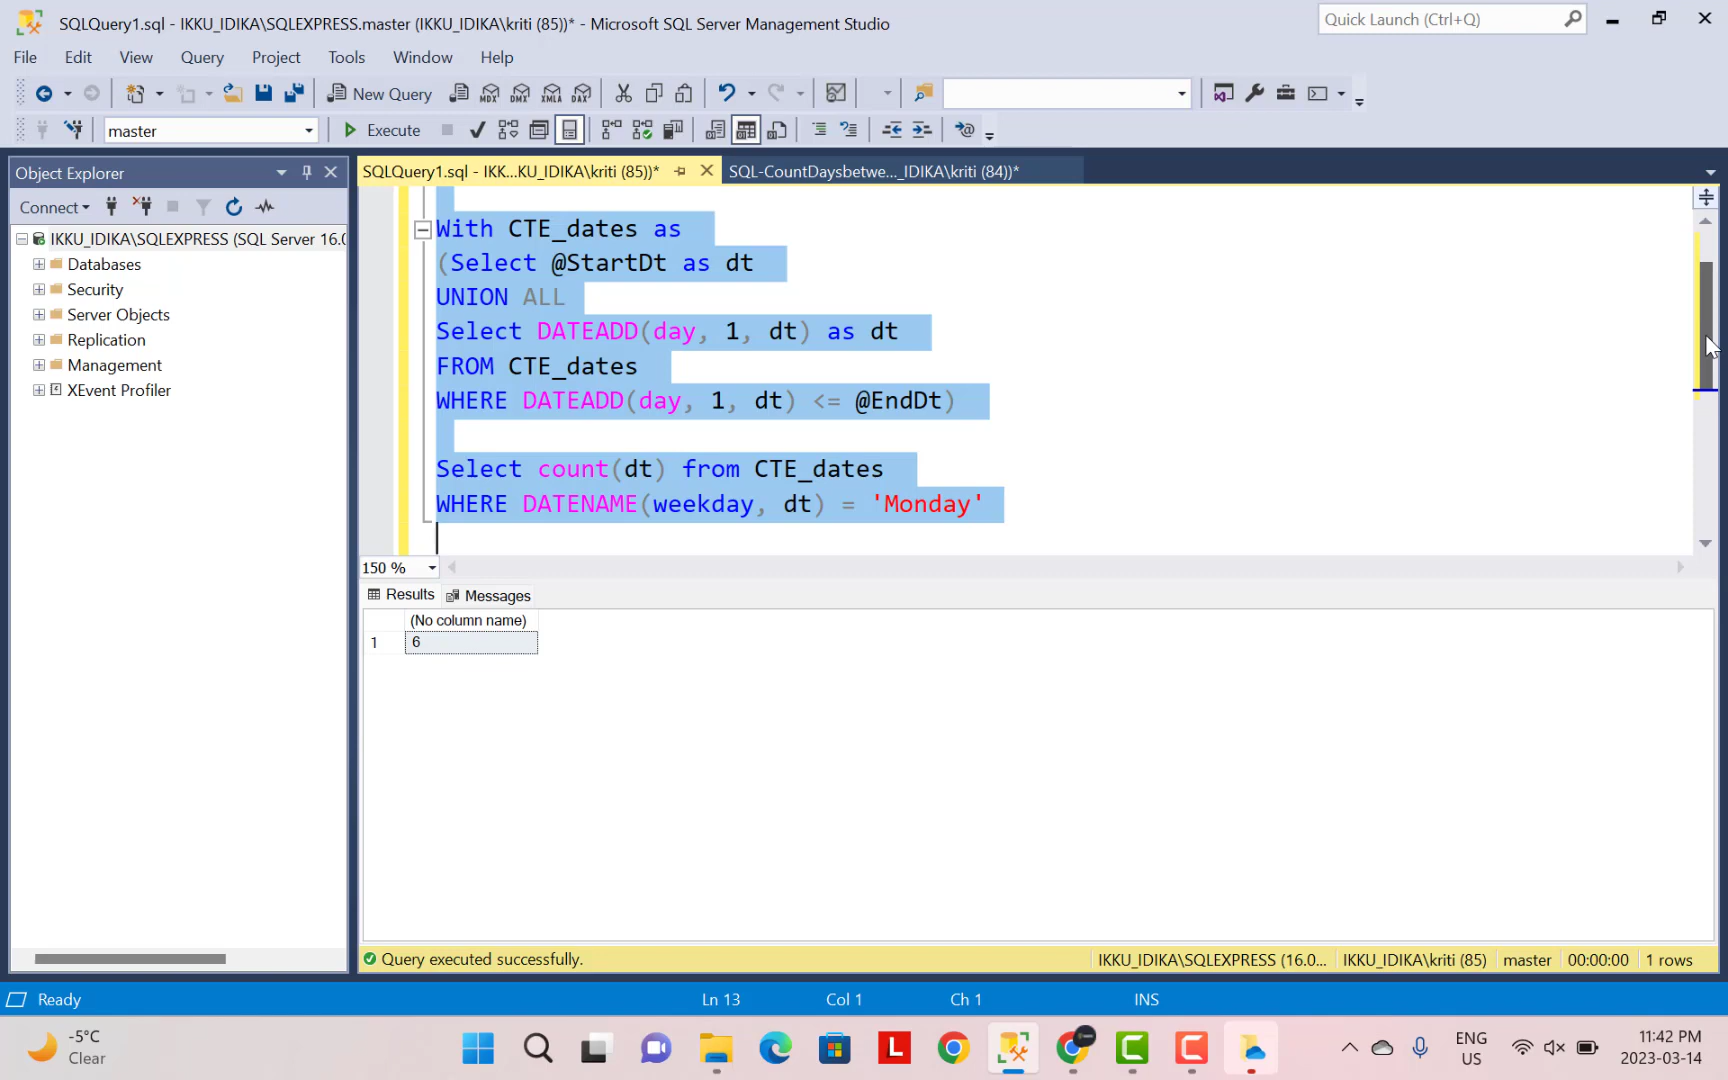 SQLQuery1.sql - IKKU_IDIKA\SQLEXPRESS.master (IKKU_IDIKA\kriti (85))* - Microsoft SQL Server Management Studio
Quick Launch (Ctrl+Q)
File Edit View Query Project Tools Window Help
New Query
MDX DMX XMLA DAX
master
Execute
Object Explorer
SQLQuery1.sql - IKK...KU_IDIKA\kriti (85))*
SQL-CountDaysbetwe..._IDIKA\kriti (84))*
Connect
IKKU_IDIKA\SQLEXPRESS (SQL Server 16.0
Databases
Security
Server Objects
Replication
Management
XEvent Profiler
With CTE_dates as
(Select @StartDt as dt
UNION ALL
Select DATEADD(day, 1, dt) as dt
FROM CTE_dates
WHERE DATEADD(day, 1, dt) <= @EndDt)
Select count(dt) from CTE_dates
WHERE DATENAME(weekday, dt) = 'Monday'
150 %
Results Messages
(No column name)
1 6
Query executed successfully.
IKKU_IDIKA\SQLEXPRESS (16.0... IKKU_IDIKA\kriti (85) master 00:00:00 1 rows
Ready Ln 13 Col 1 Ch 1 INS
-5°C
Clear
L
ENG
US
11:42 PM
2023-03-14